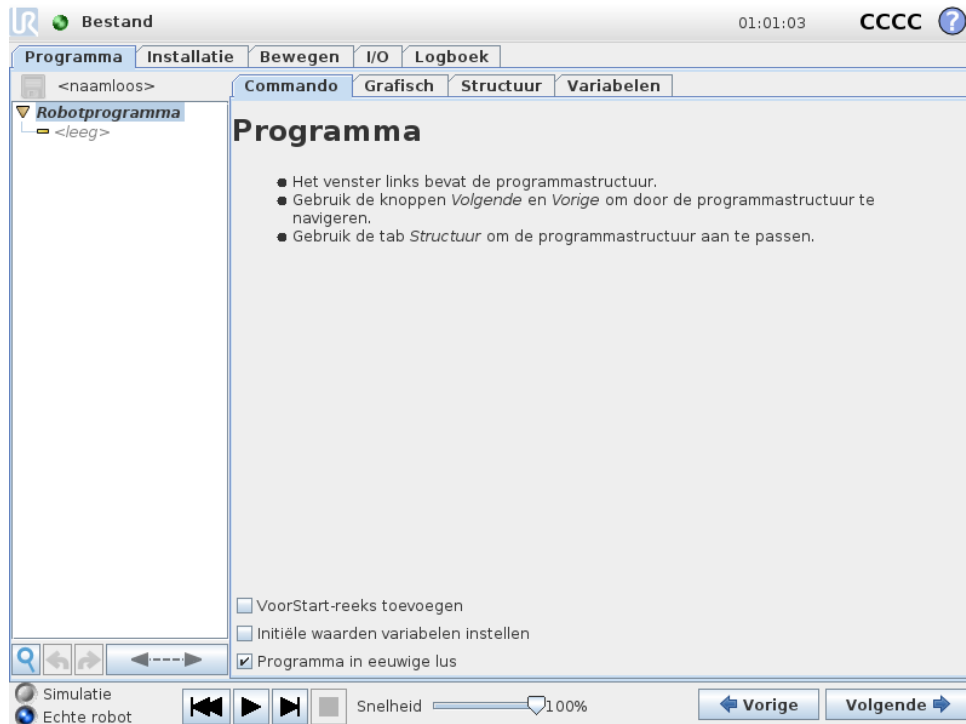 UR Bestand 01:01:03 CCCC ?
Programma Installatie Bewegen I/O Logboek
<naamloos> Commando Grafisch Structuur Variabelen
Robotprogramma
<leeg>
Programma
Het venster links bevat de programmastructuur.
Gebruik de knoppen Volgende en Vorige om door de programmastructuur te
navigeren.
Gebruik de tab Structuur om de programmastructuur aan te passen.
VoorStart-reeks toevoegen
Initiële waarden variabelen instellen
Programma in eeuwige lus
Simulatie
Echte robot
Snelheid 100%
Vorige Volgende